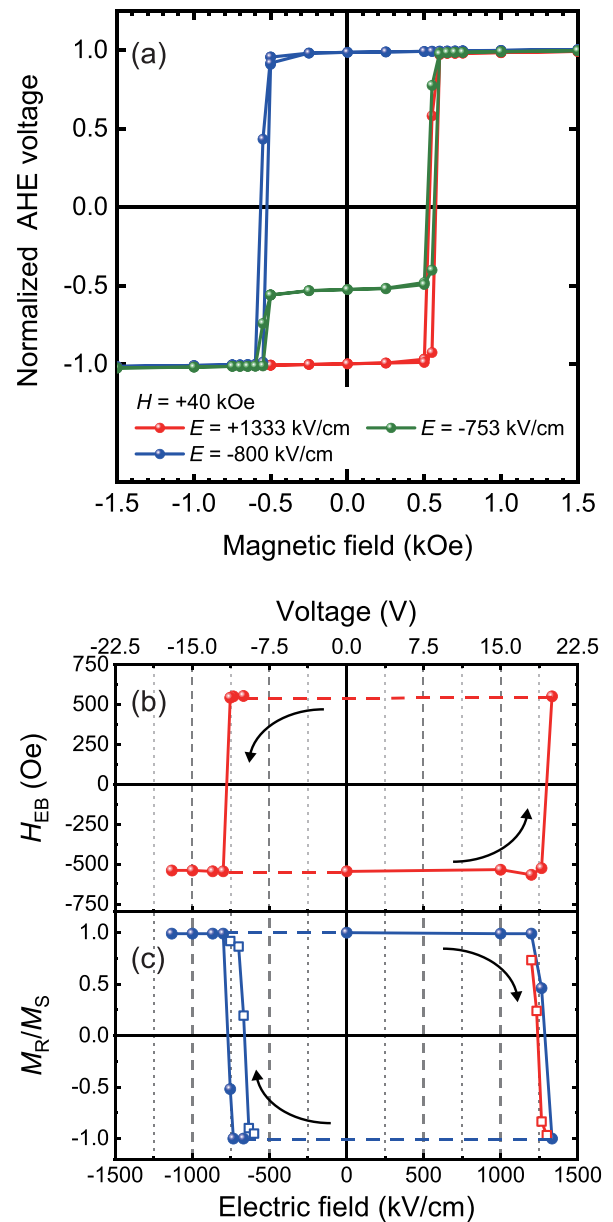 (a)
1.0
0.5
0.0
-0.5
-1.0
Normalized AHE voltage
H = +40 kOe
E = +1333 kV/cm
E = -753 kV/cm
E = -800 kV/cm
-1.5 -1.0 -0.5 0.0 0.5 1.0 1.5
Magnetic field (kOe)
Voltage (V)
-22.5 -15.0 -7.5 0.0 7.5 15.0 22.5
(b)
750
500
250
0
-250
-500
-750
H_EB (Oe)
(c)
1.0
0.5
0.0
-0.5
-1.0
M_R/M_S
-1500 -1000 -500 0 500 1000 1500
Electric field (kV/cm)